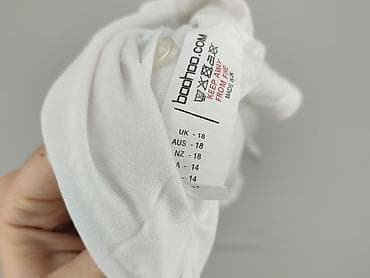 boohoo.COM
KEEP AWAY
FROM FIRE
UK - 18
AUS - 18
NZ - 18
A - 14
- 14